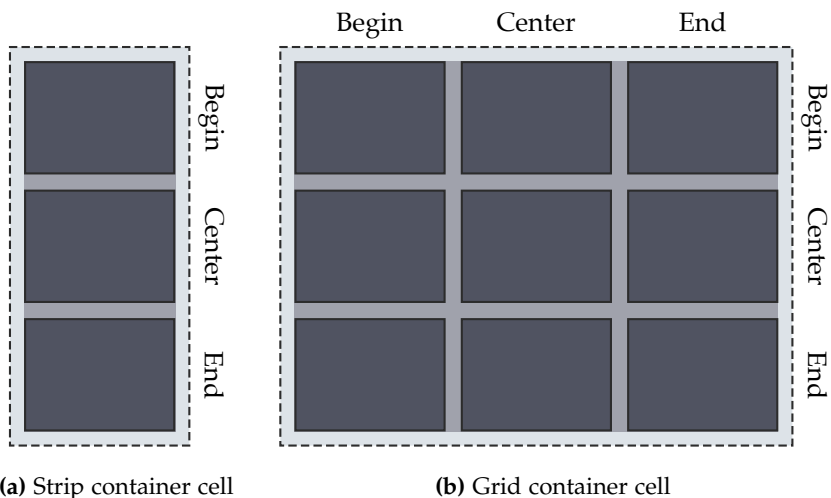 Begin Center End
Begin
Center
End
Begin
Center
End
(a) Strip container cell
(b) Grid container cell